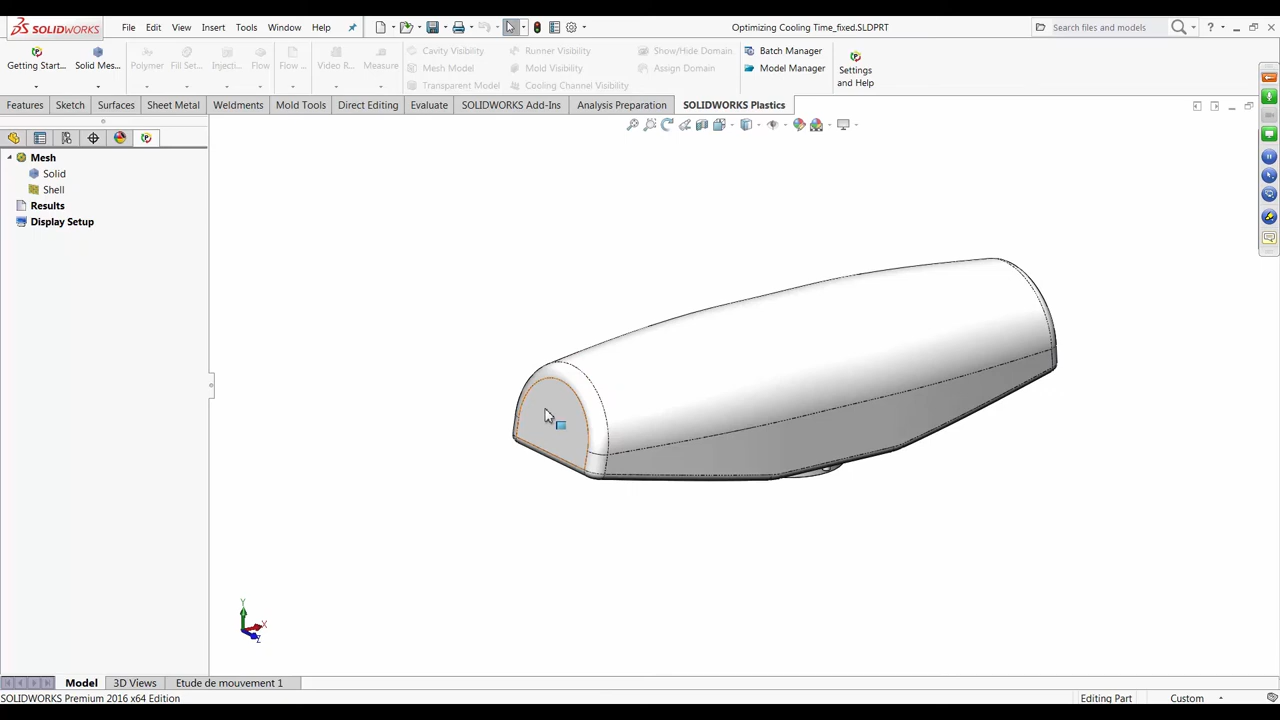 SOLIDWORKS File Edit View Insert Tools Window Help Optimizing Cooling Time_fixed.SLDPRT Search files and models ?
Getting Start... Solid Mes... Polymer Fill Set... Injecti... Flow Flow ... Video R... Measure Cavity Visibility Runner Visibility Show/Hide Domain Batch Manager Settings and Help
Mesh Model Mold Visibility Assign Domain Model Manager
Transparent Model Cooling Channel Visibility
Features Sketch Surfaces Sheet Metal Weldments Mold Tools Direct Editing Evaluate SOLIDWORKS Add-Ins Analysis Preparation SOLIDWORKS Plastics
Mesh
Solid
Shell
Results
Display Setup
Y
X
Z
Model 3D Views Etude de mouvement 1
SOLIDWORKS Premium 2016 x64 Edition Editing Part Custom